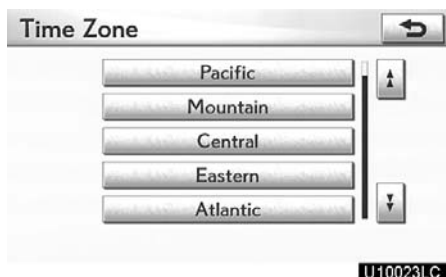 Time Zone
Pacific
Mountain
Central
Eastern
Atlantic
U10023LC